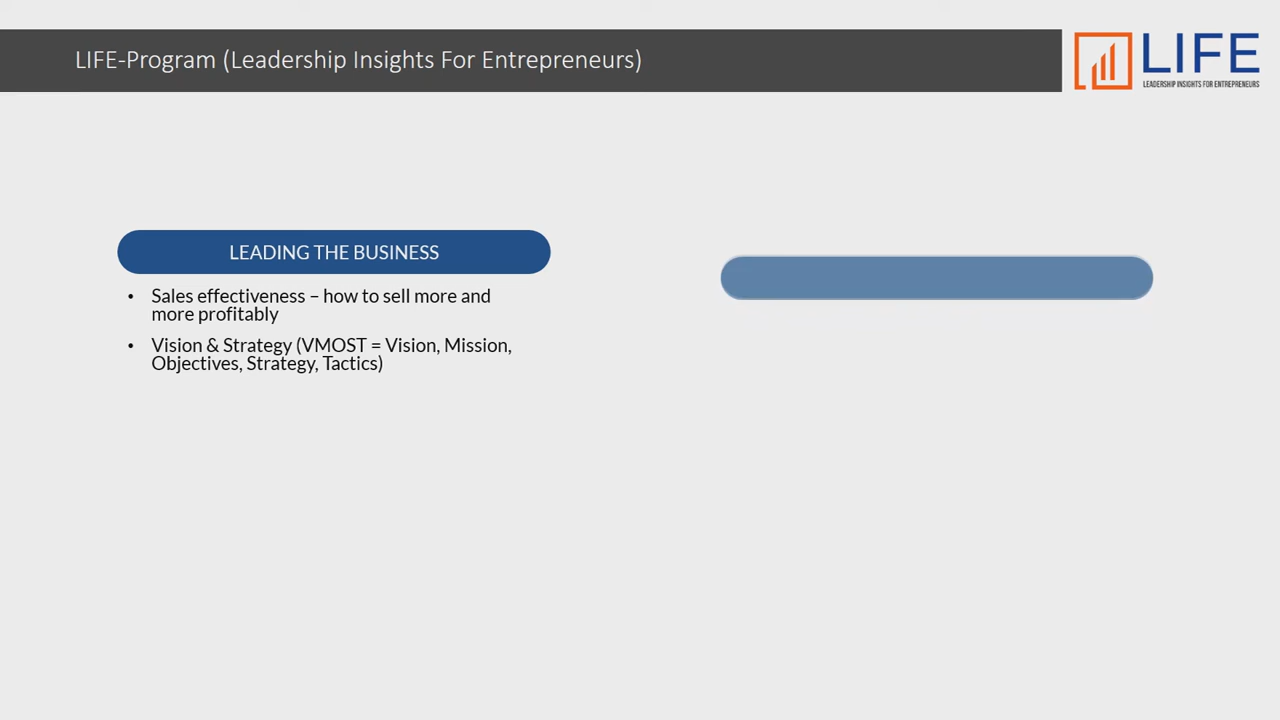 LIFE-Program (Leadership Insights For Entrepreneurs)
LIFE
LEADERSHIP INSIGHTS FOR ENTREPRENEURS
LEADING THE BUSINESS
• Sales effectiveness – how to sell more and
more profitably
• Vision & Strategy (VMOST = Vision, Mission,
Objectives, Strategy, Tactics)